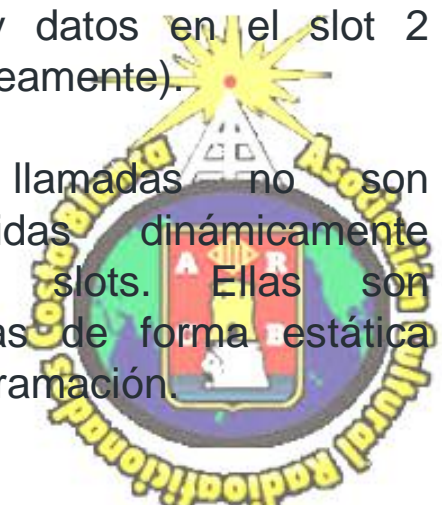 y datos en el slot 2
eamente).
llamadas no son
idas dinámicamente
slots. Ellas son
as de forma estática
ramación.
Asociación Cultural Radioaficionados Costa Blanca
A R
C B